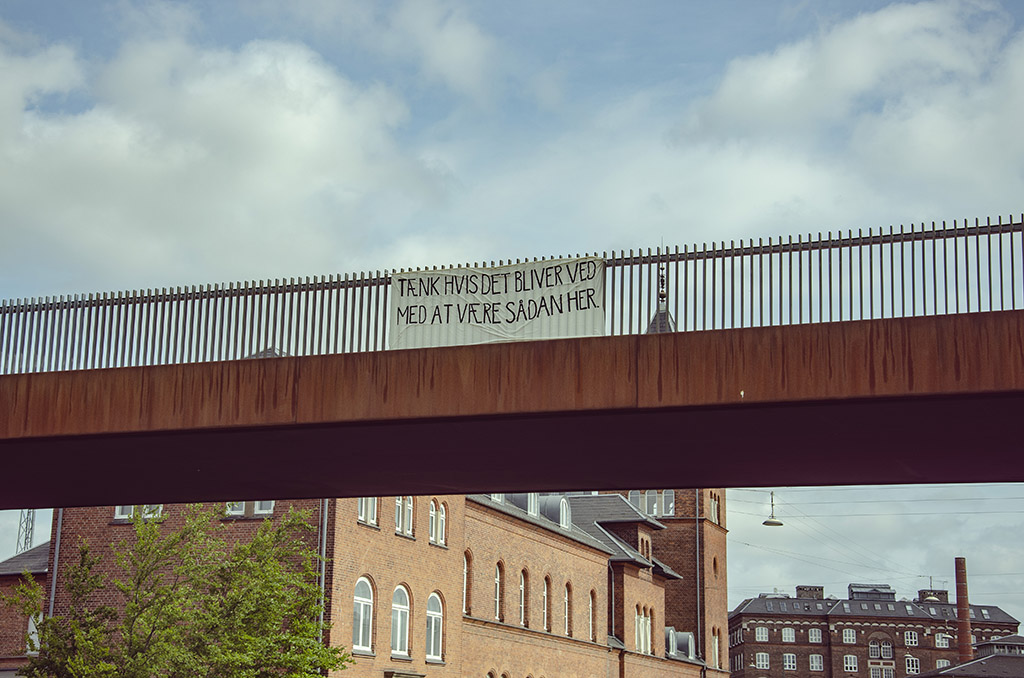 TÆNK HVIS DET BLIVER VED
MED AT VÆRE SÅDAN HER.